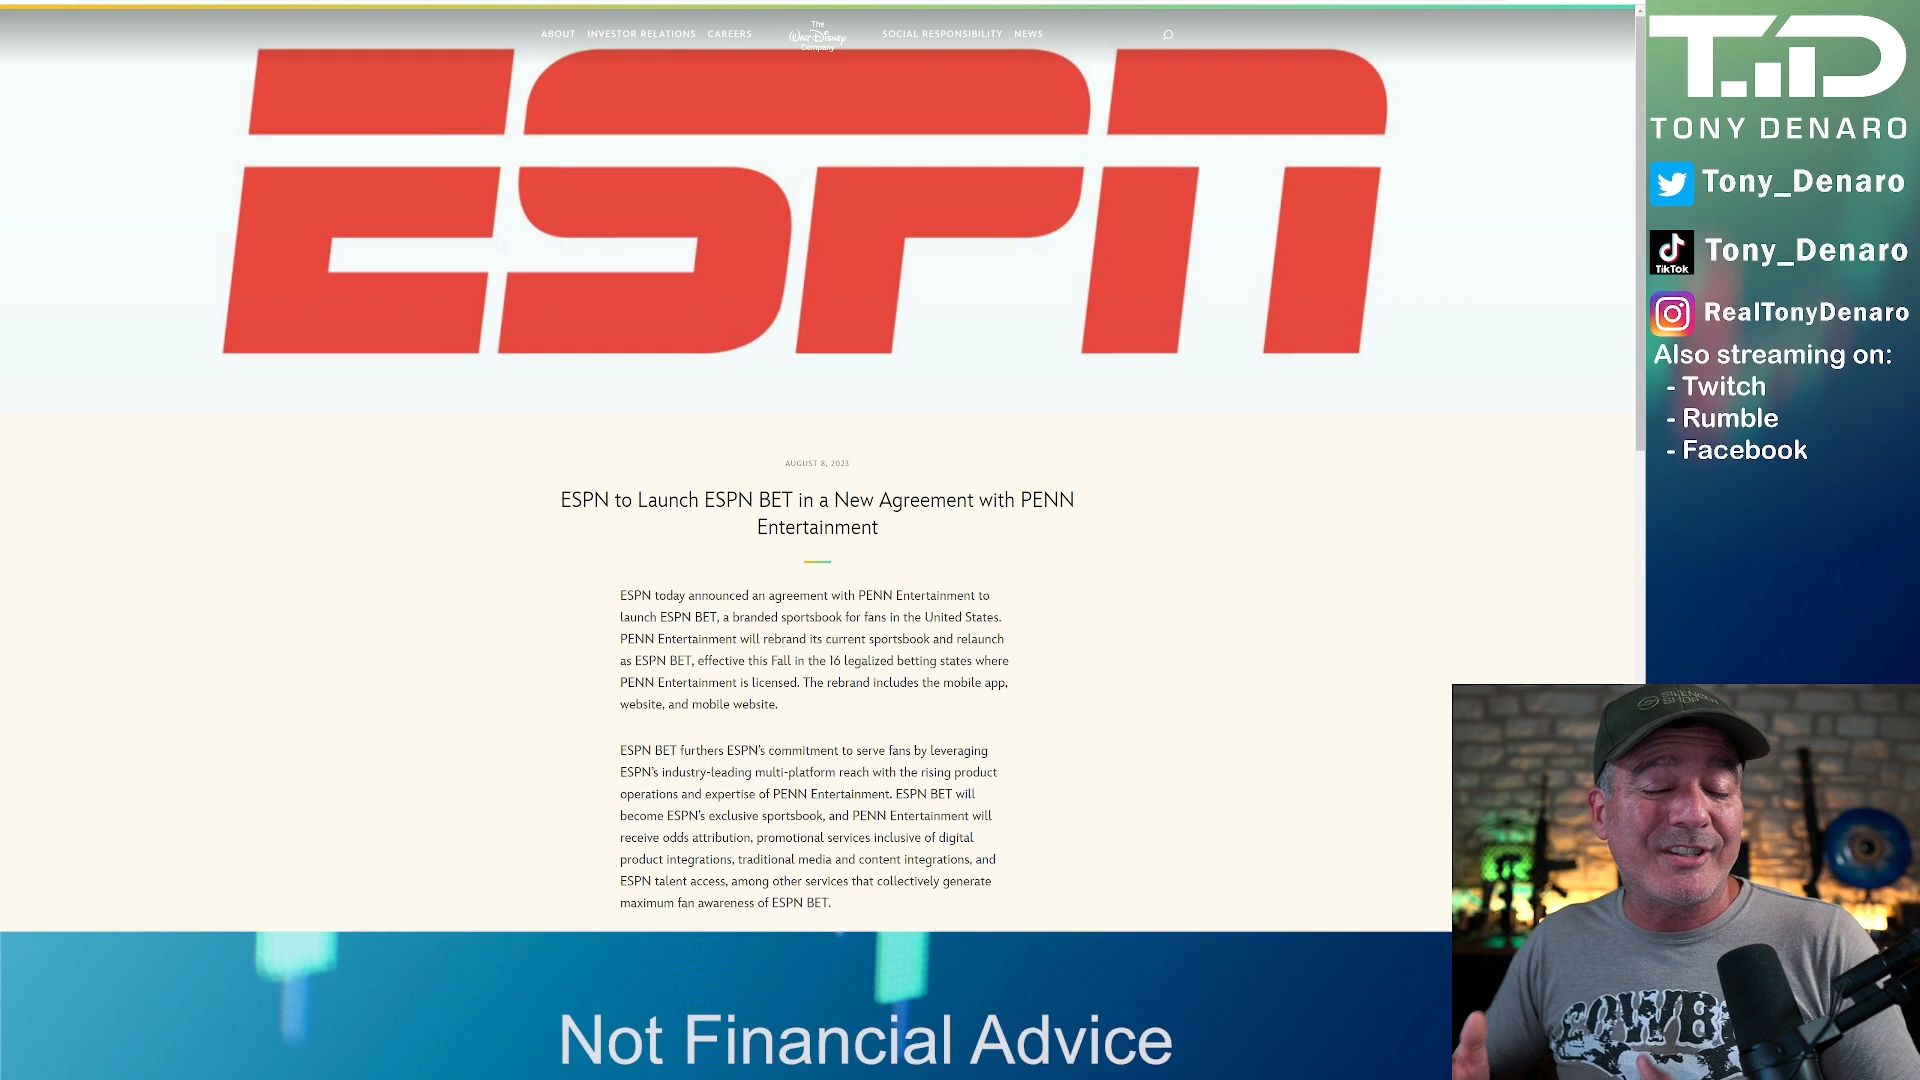 ABOUT INVESTOR RELATIONS CAREERS The Walt Disney Company SOCIAL RESPONSIBILITY NEWS
ESPN
AUGUST 8, 2023
ESPN to Launch ESPN BET in a New Agreement with PENN
Entertainment
ESPN today announced an agreement with PENN Entertainment to
launch ESPN BET, a branded sportsbook for fans in the United States.
PENN Entertainment will rebrand its current sportsbook and relaunch
as ESPN BET, effective this Fall in the 16 legalized betting states where
PENN Entertainment is licensed. The rebrand includes the mobile app,
website, and mobile website.
ESPN BET furthers ESPN's commitment to serve fans by leveraging
ESPN's industry-leading multi-platform reach with the rising product
operations and expertise of PENN Entertainment. ESPN BET will
become ESPN's exclusive sportsbook, and PENN Entertainment will
receive odds attribution, promotional services inclusive of digital
product integrations, traditional media and content integrations, and
ESPN talent access, among other services that collectively generate
maximum fan awareness of ESPN BET.
Not Financial Advice
TD
TONY DENARO
Tony_Denaro
TikTok
Tony_Denaro
RealTonyDenaro
Also streaming on:
- Twitch
- Rumble
- Facebook
SILENCER
SHOP